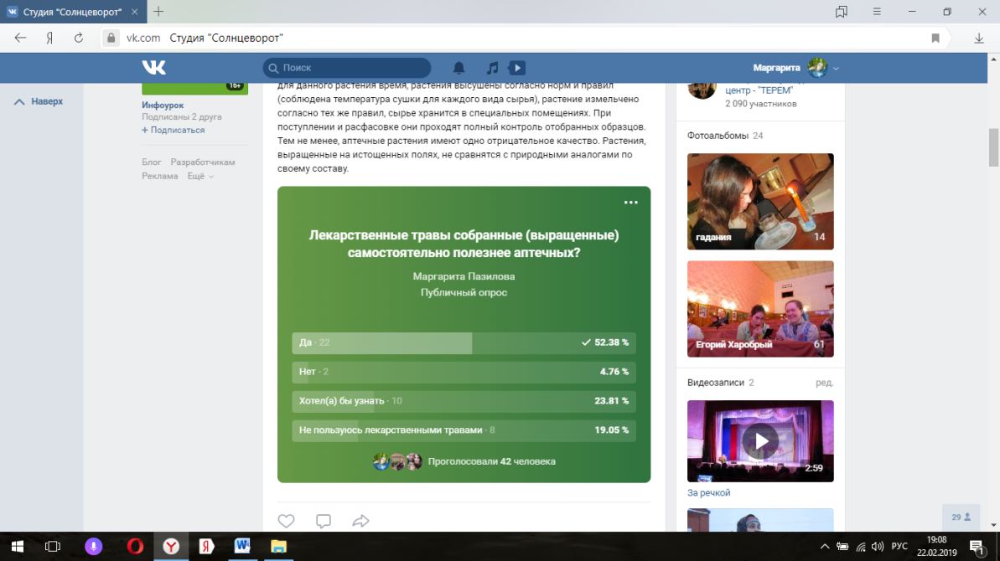 Студия "Солнцеворот"
vk.com Студия "Солнцеворот"
Поиск
Маргарита
Наверх
16+
Инфоурок
Подписаны 2 друга
+ Подписаться
Блог Разработчикам
Реклама Ещё
для данного растения время, растения высушены согласно норм и правил
(соблюдена температура сушки для каждого вида сырья), растение измельчено
согласно тех же правил, сырье хранится в специальных помещениях. При
поступлении и расфасовке они проходят полный контроль отобранных образцов.
Тем не менее, аптечные растения имеют одно отрицательное качество. Растения,
выращенные на истощенных полях, не сравнятся с природными аналогами по
своему составу.
Лекарственные травы собранные (выращенные)
самостоятельно полезнее аптечных?
Маргарита Пазилова
Публичный опрос
Да · 22 52.38 %
Нет · 2 4.76 %
Хотел(а) бы узнать · 10 23.81 %
Не пользуюсь лекарственными травами · 8 19.05 %
Проголосовали 42 человека
центр - "ТЕРЕМ"
2 090 участников
Фотоальбомы 24
гадания 14
Егорий Харобрый 61
Видеозаписи 2 ред.
2:59
За речкой
29
РУС
19:08
22.02.2019
1